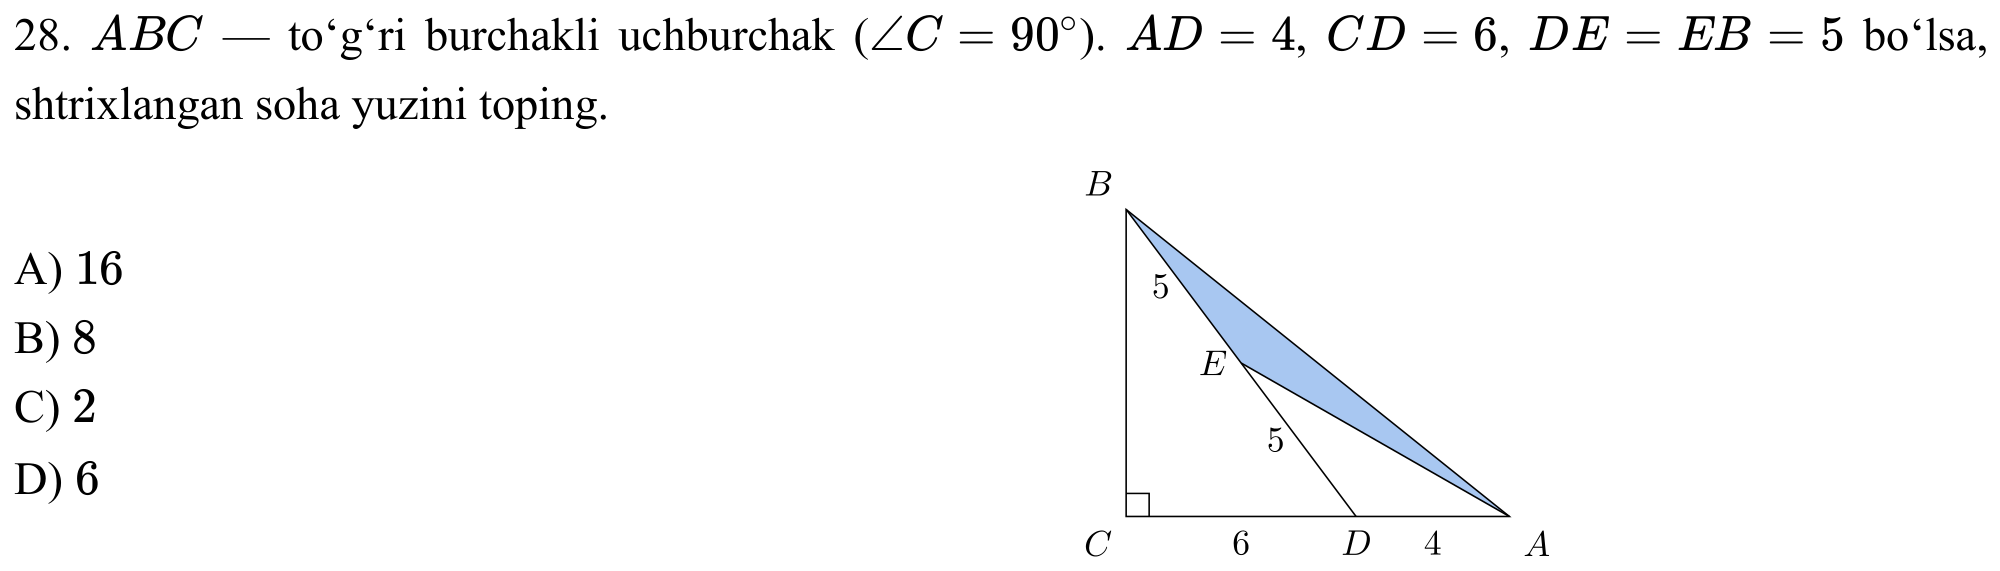 28. ABC — to‘g‘ri burchakli uchburchak (∠C = 90°). AD = 4, CD = 6, DE = EB = 5 bo‘lsa,
shtrixlangan soha yuzini toping.
A) 16
B) 8
C) 2
D) 6
B
5
E
5
C
6
D
4
A